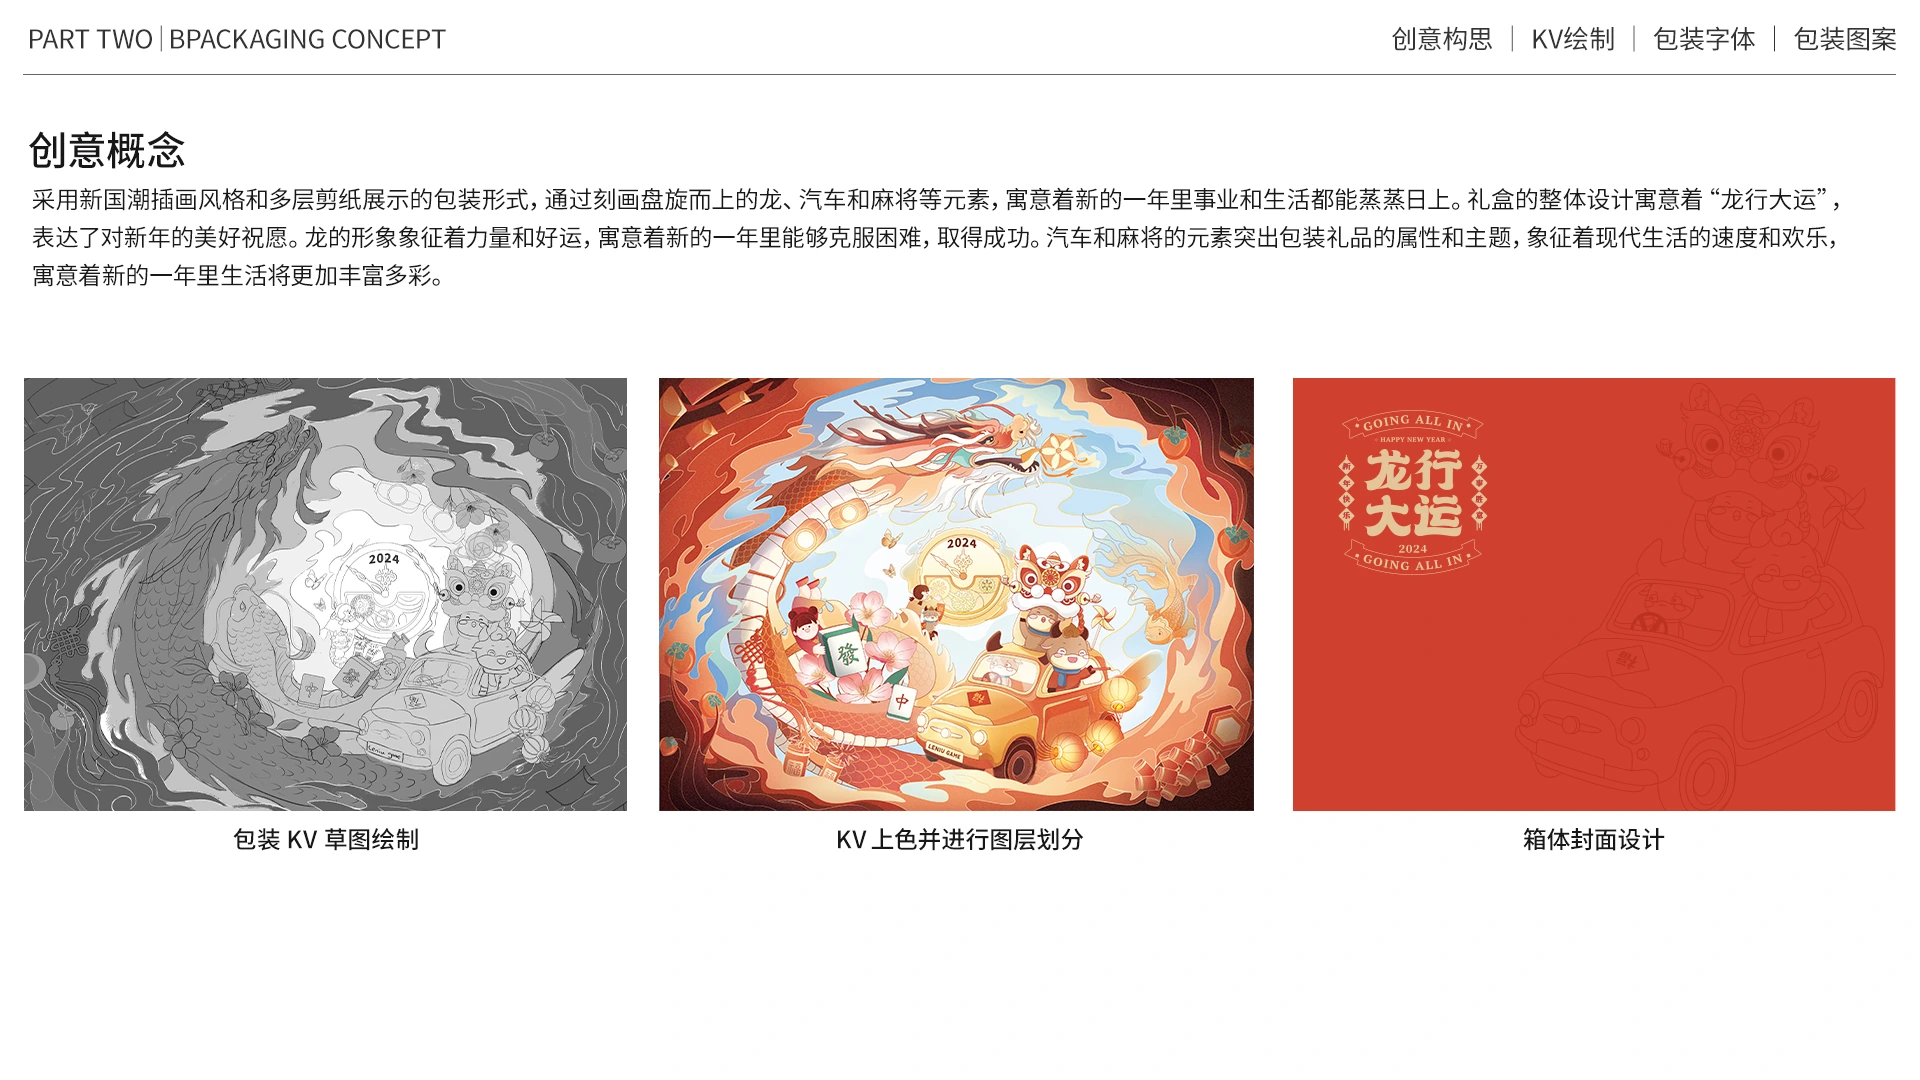 PART TWO | BPACKAGING CONCEPT
创意构思 | KV绘制 | 包装字体 | 包装图案
创意概念
采用新国潮插画风格和多层剪纸展示的包装形式，通过刻画盘旋而上的龙、汽车和麻将等元素，寓意着新的一年里事业和生活都能蒸蒸日上。礼盒的整体设计寓意着“龙行大运”，
表达了对新年的美好祝愿。龙的形象象征着力量和好运，寓意着新的一年里能够克服困难，取得成功。汽车和麻将的元素突出包装礼品的属性和主题，象征着现代生活的速度和欢乐，
寓意着新的一年里生活将更加丰富多彩。
2024
中
2024
發
中
LENIU GAME
GOING ALL IN
HAPPY NEW YEAR
新年快乐
龙行
大运
万事胜意
2024
GOING ALL IN
包装 KV 草图绘制
KV 上色并进行图层划分
箱体封面设计